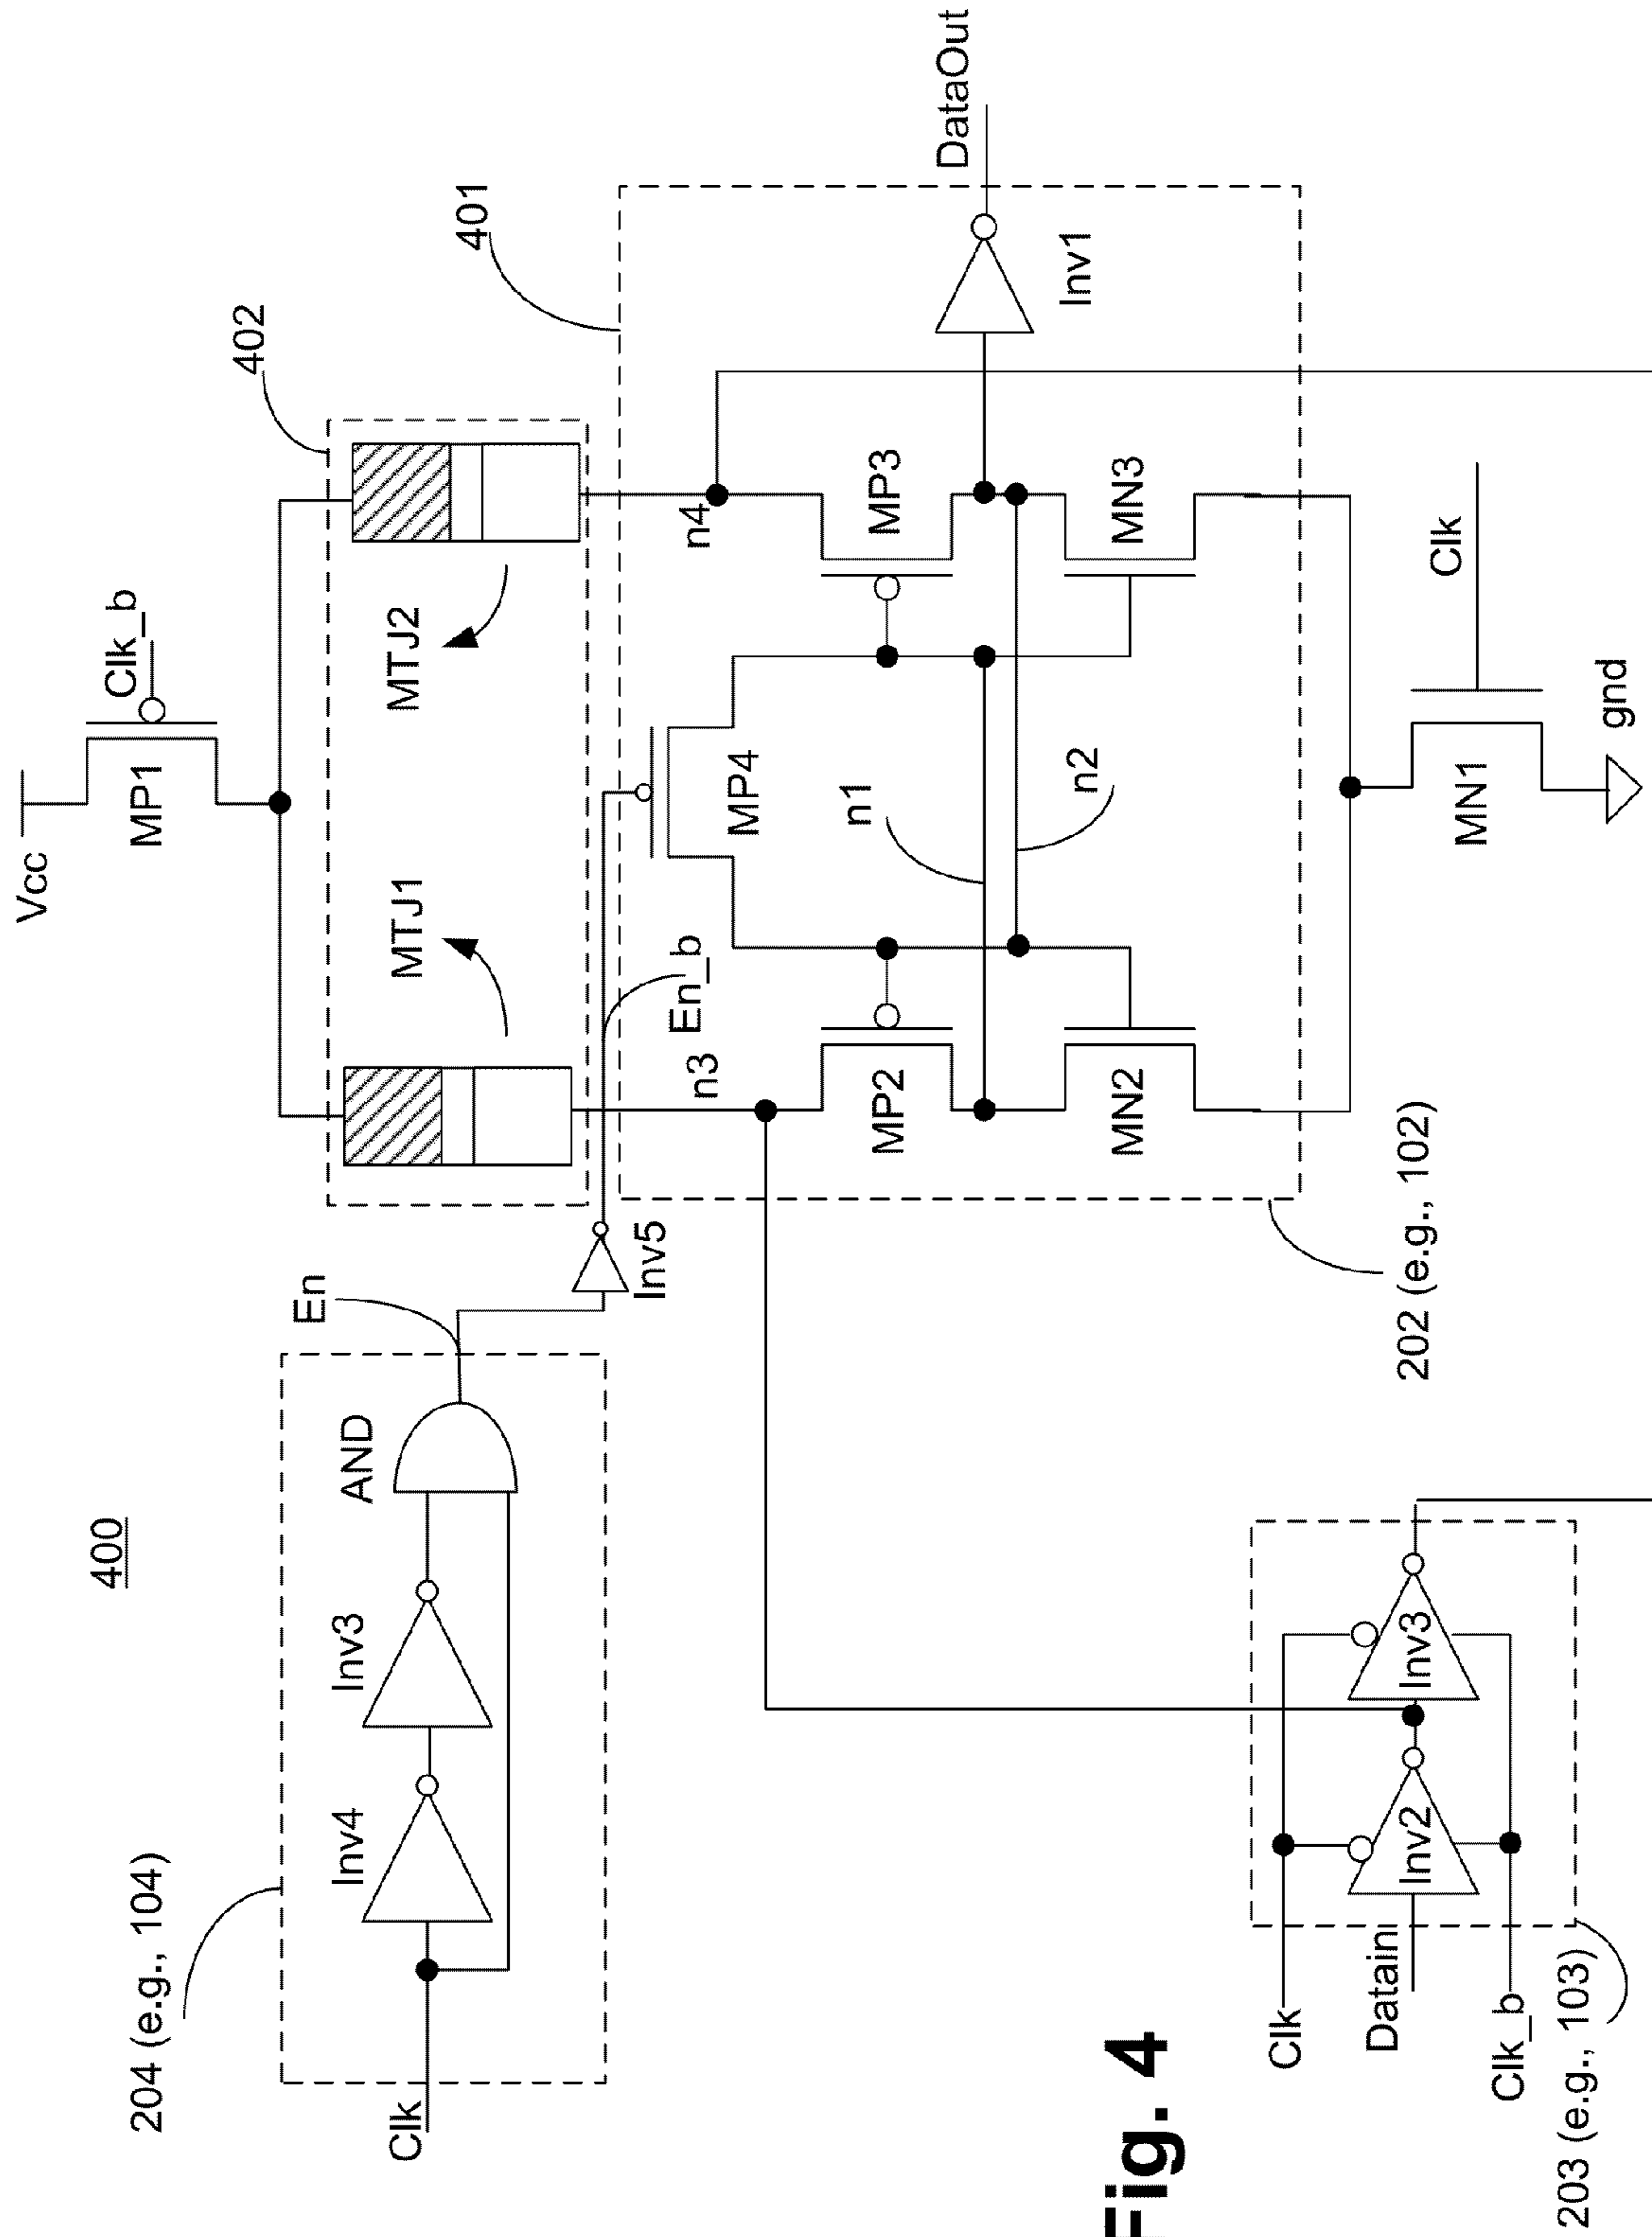 400
Vcc
MP1
Clk_b
402
MTJ1
MTJ2
401
204 (e.g., 104)
Inv4
Inv3
AND
En
Clk
Inv5
En_b
n3
n4
MP4
MP2
MP3
n1
n2
MN2
MN3
Inv1
DataOut
202 (e.g., 102)
MN1
Clk
gnd
Clk
Datain
Clk_b
Inv2
Inv3
203 (e.g., 103)
Fig. 4